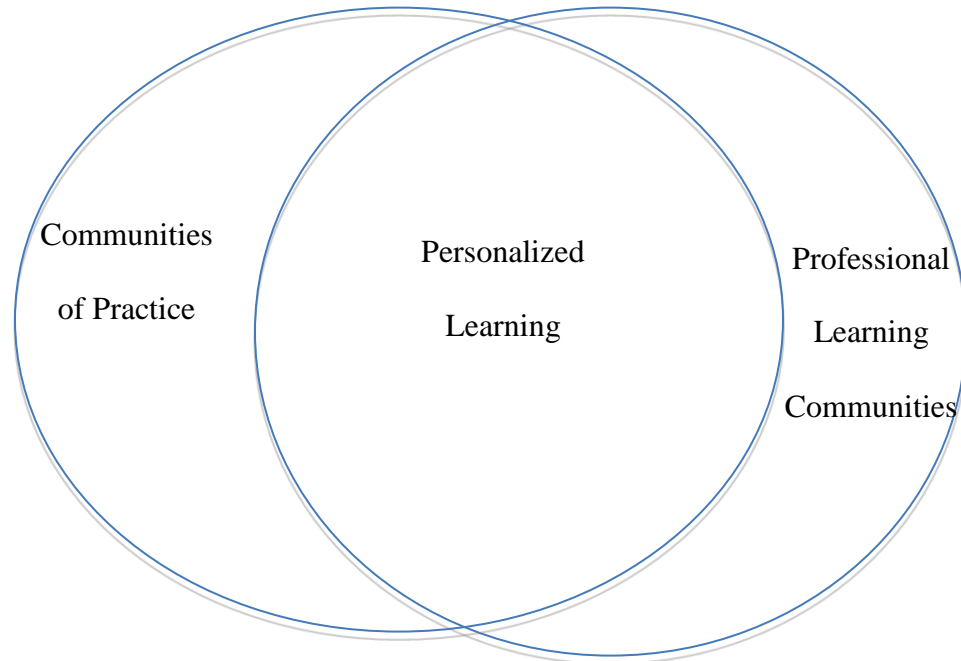 Communities
of Practice
Personalized
Learning
Professional
Learning
Communities